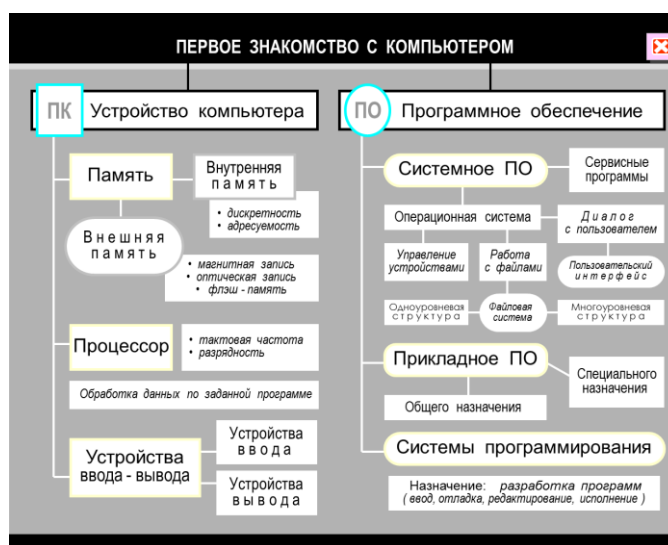 ПЕРВОЕ ЗНАКОМСТВО С КОМПЬЮТЕРОМ
ПК
Устройство компьютера
Память
Внутренняя
память
• дискретность
• адресуемость
Внешняя
память
• магнитная запись
• оптическая запись
• флэш - память
Процессор
• тактовая частота
• разрядность
Обработка данных по заданной программе
Устройства
ввода - вывода
Устройства
ввода
Устройства
вывода
ПО
Программное обеспечение
Системное ПО
Сервисные
программы
Операционная система
Диалог
с пользователем
Управление
устройствами
Работа
с файлами
Пользовательский
интерфейс
Одноуровневая
структура
Файловая
система
Многоуровневая
структура
Прикладное ПО
Специального
назначения
Общего назначения
Системы программирования
Назначение: разработка программ
( ввод, отладка, редактирование, исполнение )